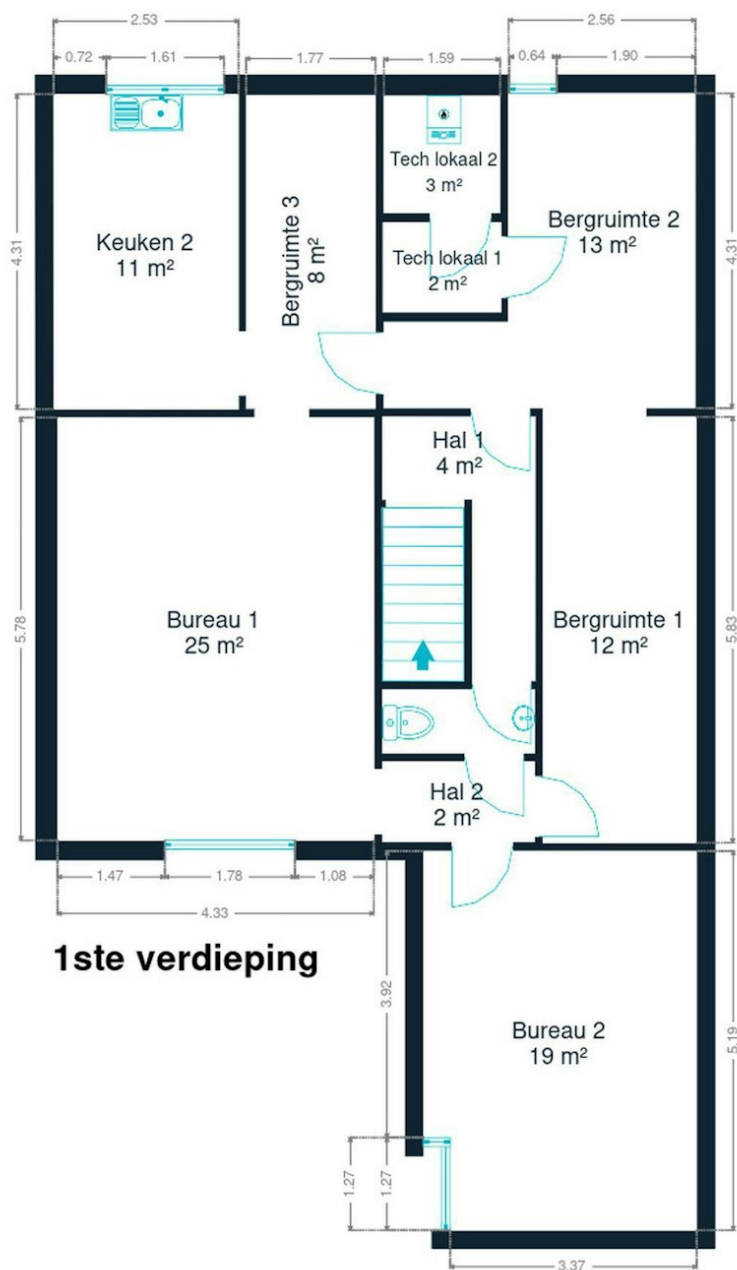 2.53
2.56
0.72
1.61
1.77
1.59
0.64
1.90
Tech lokaal 2
3 m²
Keuken 2
11 m²
Bergruimte 3
8 m²
Bergruimte 2
13 m²
Tech lokaal 1
2 m²
4.31
4.31
Hal 1
4 m²
Bureau 1
25 m²
Bergruimte 1
12 m²
5.78
5.83
Hal 2
2 m²
1.47
1.78
1.08
4.33
1ste verdieping
3.92
Bureau 2
19 m²
5.19
1.27
1.27
3.37